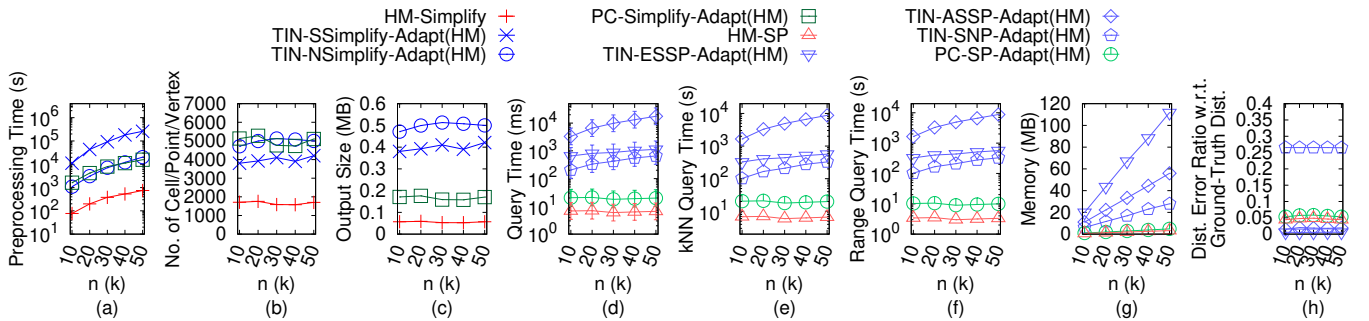 HM-Simplify
TIN-SSimplify-Adapt(HM)
TIN-NSimplify-Adapt(HM)
PC-Simplify-Adapt(HM)
HM-SP
TIN-ESSP-Adapt(HM)
TIN-ASSP-Adapt(HM)
TIN-SNP-Adapt(HM)
PC-SP-Adapt(HM)
Preprocessing Time (s)
10^6
10^5
10^4
10^3
10^2
10^1
10 20 30 40 50
n (k)
(a)
No. of Cell/Point/Vertex
7000
6000
5000
4000
3000
2000
1000
0
10 20 30 40 50
n (k)
(b)
Output Size (MB)
0.6
0.5
0.4
0.3
0.2
0.1
0
10 20 30 40 50
n (k)
(c)
Query Time (ms)
10^4
10^3
10^2
10^1
10^0
10 20 30 40 50
n (k)
(d)
kNN Query Time (s)
10^4
10^3
10^2
10^1
10 20 30 40 50
n (k)
(e)
Range Query Time (s)
10^4
10^3
10^2
10^1
10^0
10 20 30 40 50
n (k)
(f)
Memory (MB)
120
100
80
60
40
20
0
10 20 30 40 50
n (k)
(g)
Dist. Error Ratio w.r.t.
Ground-Truth Dist.
0.4
0.35
0.3
0.25
0.2
0.15
0.1
0.05
0
10 20 30 40 50
n (k)
(h)